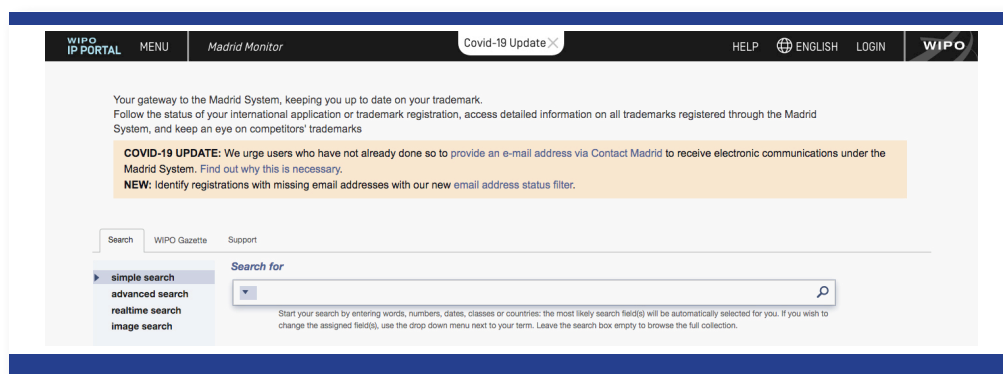 WIPO
IP PORTAL MENU Madrid Monitor Covid-19 Update HELP ENGLISH LOGIN WIPO
Your gateway to the Madrid System, keeping you up to date on your trademark.
Follow the status of your international application or trademark registration, access detailed information on all trademarks registered through the Madrid
System, and keep an eye on competitors' trademarks
COVID-19 UPDATE: We urge users who have not already done so to provide an e-mail address via Contact Madrid to receive electronic communications under the
Madrid System. Find out why this is necessary.
NEW: Identify registrations with missing email addresses with our new email address status filter.
Search WIPO Gazette Support
Search for
simple search
advanced search
realtime search
image search
Start your search by entering words, numbers, dates, classes or countries: the most likely search field(s) will be automatically selected for you. If you wish to
change the assigned field(s), use the drop down menu next to your term. Leave the search box empty to browse the full collection.